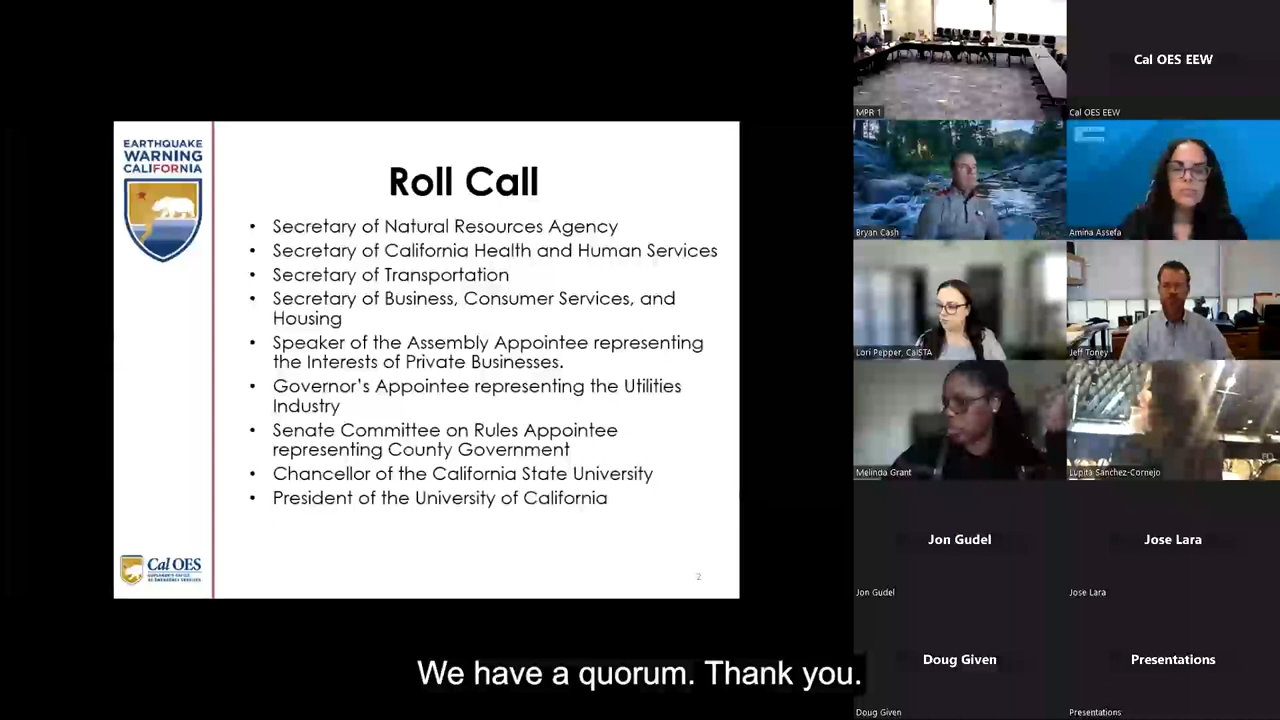 EARTHQUAKE
WARNING
CALIFORNIA
Roll Call
• Secretary of Natural Resources Agency
• Secretary of California Health and Human Services
• Secretary of Transportation
• Secretary of Business, Consumer Services, and
Housing
• Speaker of the Assembly Appointee representing
the Interests of Private Businesses.
• Governor's Appointee representing the Utilities
Industry
• Senate Committee on Rules Appointee
representing County Government
• Chancellor of the California State University
• President of the University of California
Cal OES
GOVERNOR'S OFFICE
OF EMERGENCY SERVICES
2
We have a quorum. Thank you.
MPR 1
Cal OES EEW
Cal OES EEW
Bryan Cash
Amina Assefa
Lori Pepper, CalSTA
Jeff Toney
Melinda Grant
Lupita Sanchez-Cornejo
Jon Gudel
Jon Gudel
Jose Lara
Jose Lara
Doug Given
Doug Given
Presentations
Presentations